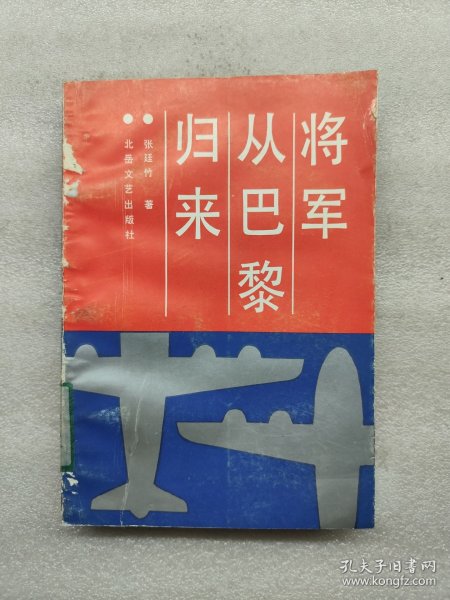 将军
从巴黎
归来
张廷竹 著
北岳文艺出版社
孔夫子旧书网
www.kongfz.com